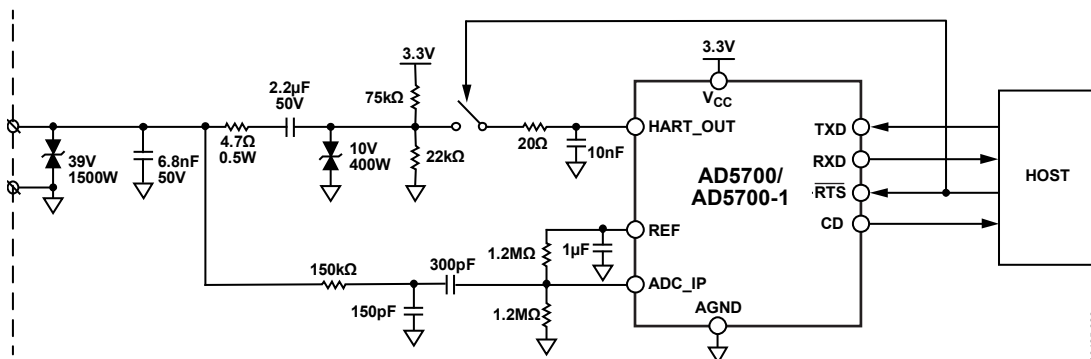 3.3V
3.3V
2.2µF
50V
75kΩ
VCC
4.7Ω
0.5W
39V
1500W
6.8nF
50V
10V
400W
22kΩ
20Ω
10nF
HART_OUT
TXD
RXD
RTS
CD
AD5700/
AD5700-1
HOST
REF
1.2MΩ
1µF
150kΩ
300pF
ADC_IP
150pF
1.2MΩ
AGND